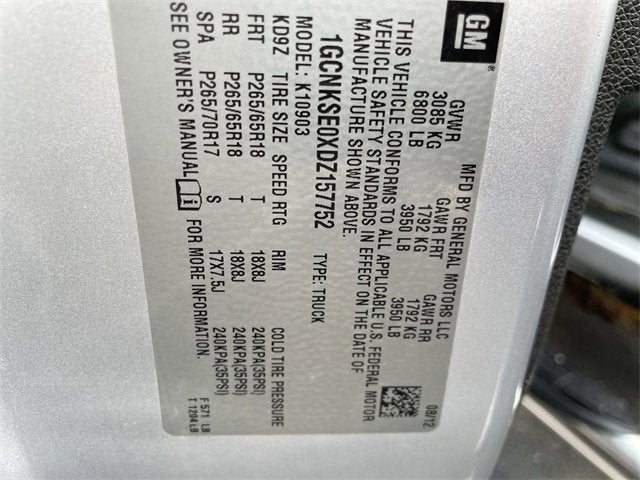 GM
®
MFD BY GENERAL MOTORS LLC 08/12
GVWR GAWR FRT GAWR RR
3085 KG 1792 KG 1792 KG
6800 LB 3950 LB 3950 LB
THIS VEHICLE CONFORMS TO ALL APPLICABLE U.S. FEDERAL MOTOR
VEHICLE SAFETY STANDARDS IN EFFECT ON THE DATE OF
MANUFACTURE SHOWN ABOVE.
1GCNKSE0XDZ157752 TYPE: TRUCK
MODEL: K10903
KD9Z TIRE SIZE SPEED RTG RIM COLD TIRE PRESSURE
FRT P265/65R18 T 18X8J 240KPA(35PSI)
RR P265/65R18 T 18X8J 240KPA(35PSI)
SPA P265/70R17 S 17X7.5J 240KPA(35PSI)
SEE OWNER'S MANUAL FOR MORE INFORMATION
F 571 LB
T 1204 LB